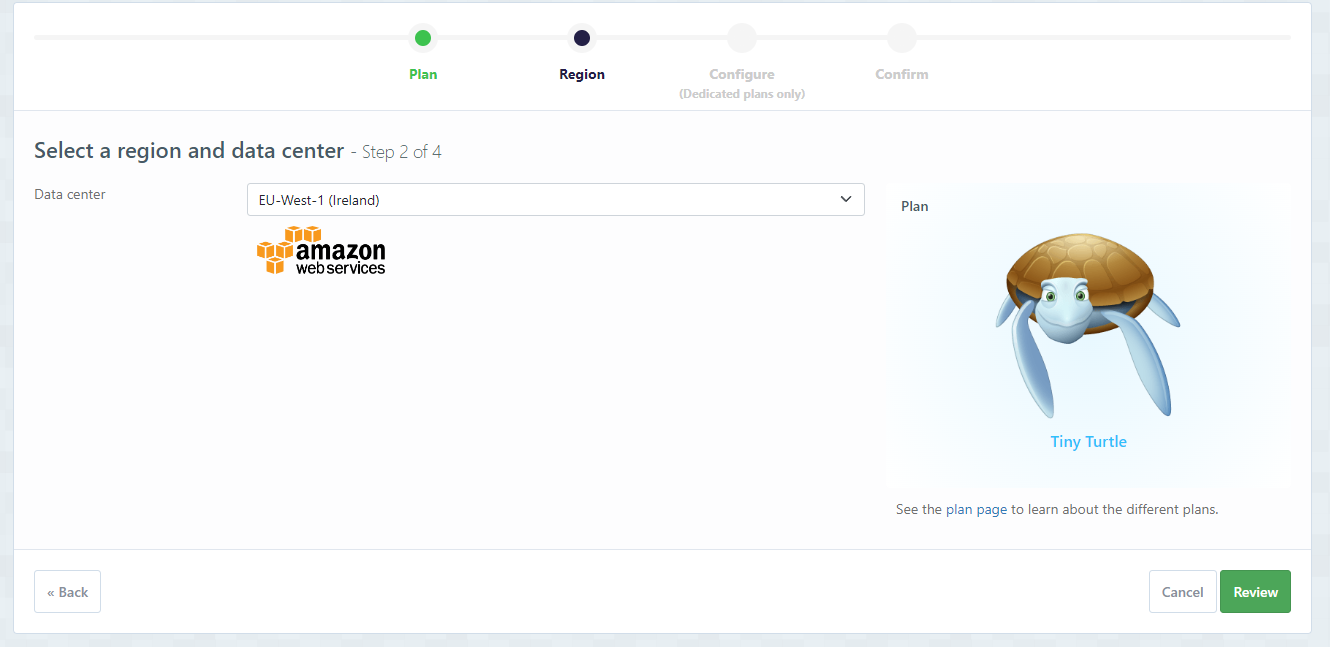 Plan
Region
Configure
Confirm
(Dedicated plans only)
Select a region and data center - Step 2 of 4
Data center
EU-West-1 (Ireland)
amazon
web services
Plan
Tiny Turtle
See the plan page to learn about the different plans.
« Back
Cancel
Review